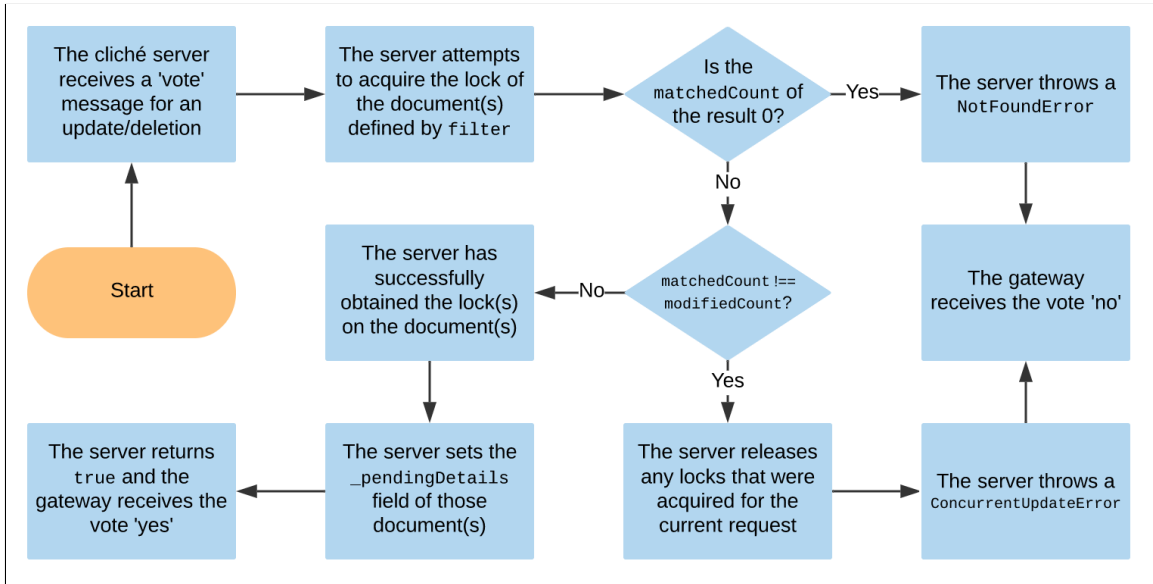 The cliché server
receives a 'vote'
message for an
update/deletion
The server attempts
to acquire the lock of
the document(s)
defined by filter
Is the
matchedCount of
the result 0?
Yes
The server throws a
NotFoundError
No
Start
The server has
successfully
obtained the lock(s)
on the document(s)
No
matchedCount !==
modifiedCount?
The gateway
receives the vote 'no'
Yes
The server returns
true and the
gateway receives the
vote 'yes'
The server sets the
_pendingDetails
field of those
document(s)
The server releases
any locks that were
acquired for the
current request
The server throws a
ConcurrentUpdateError